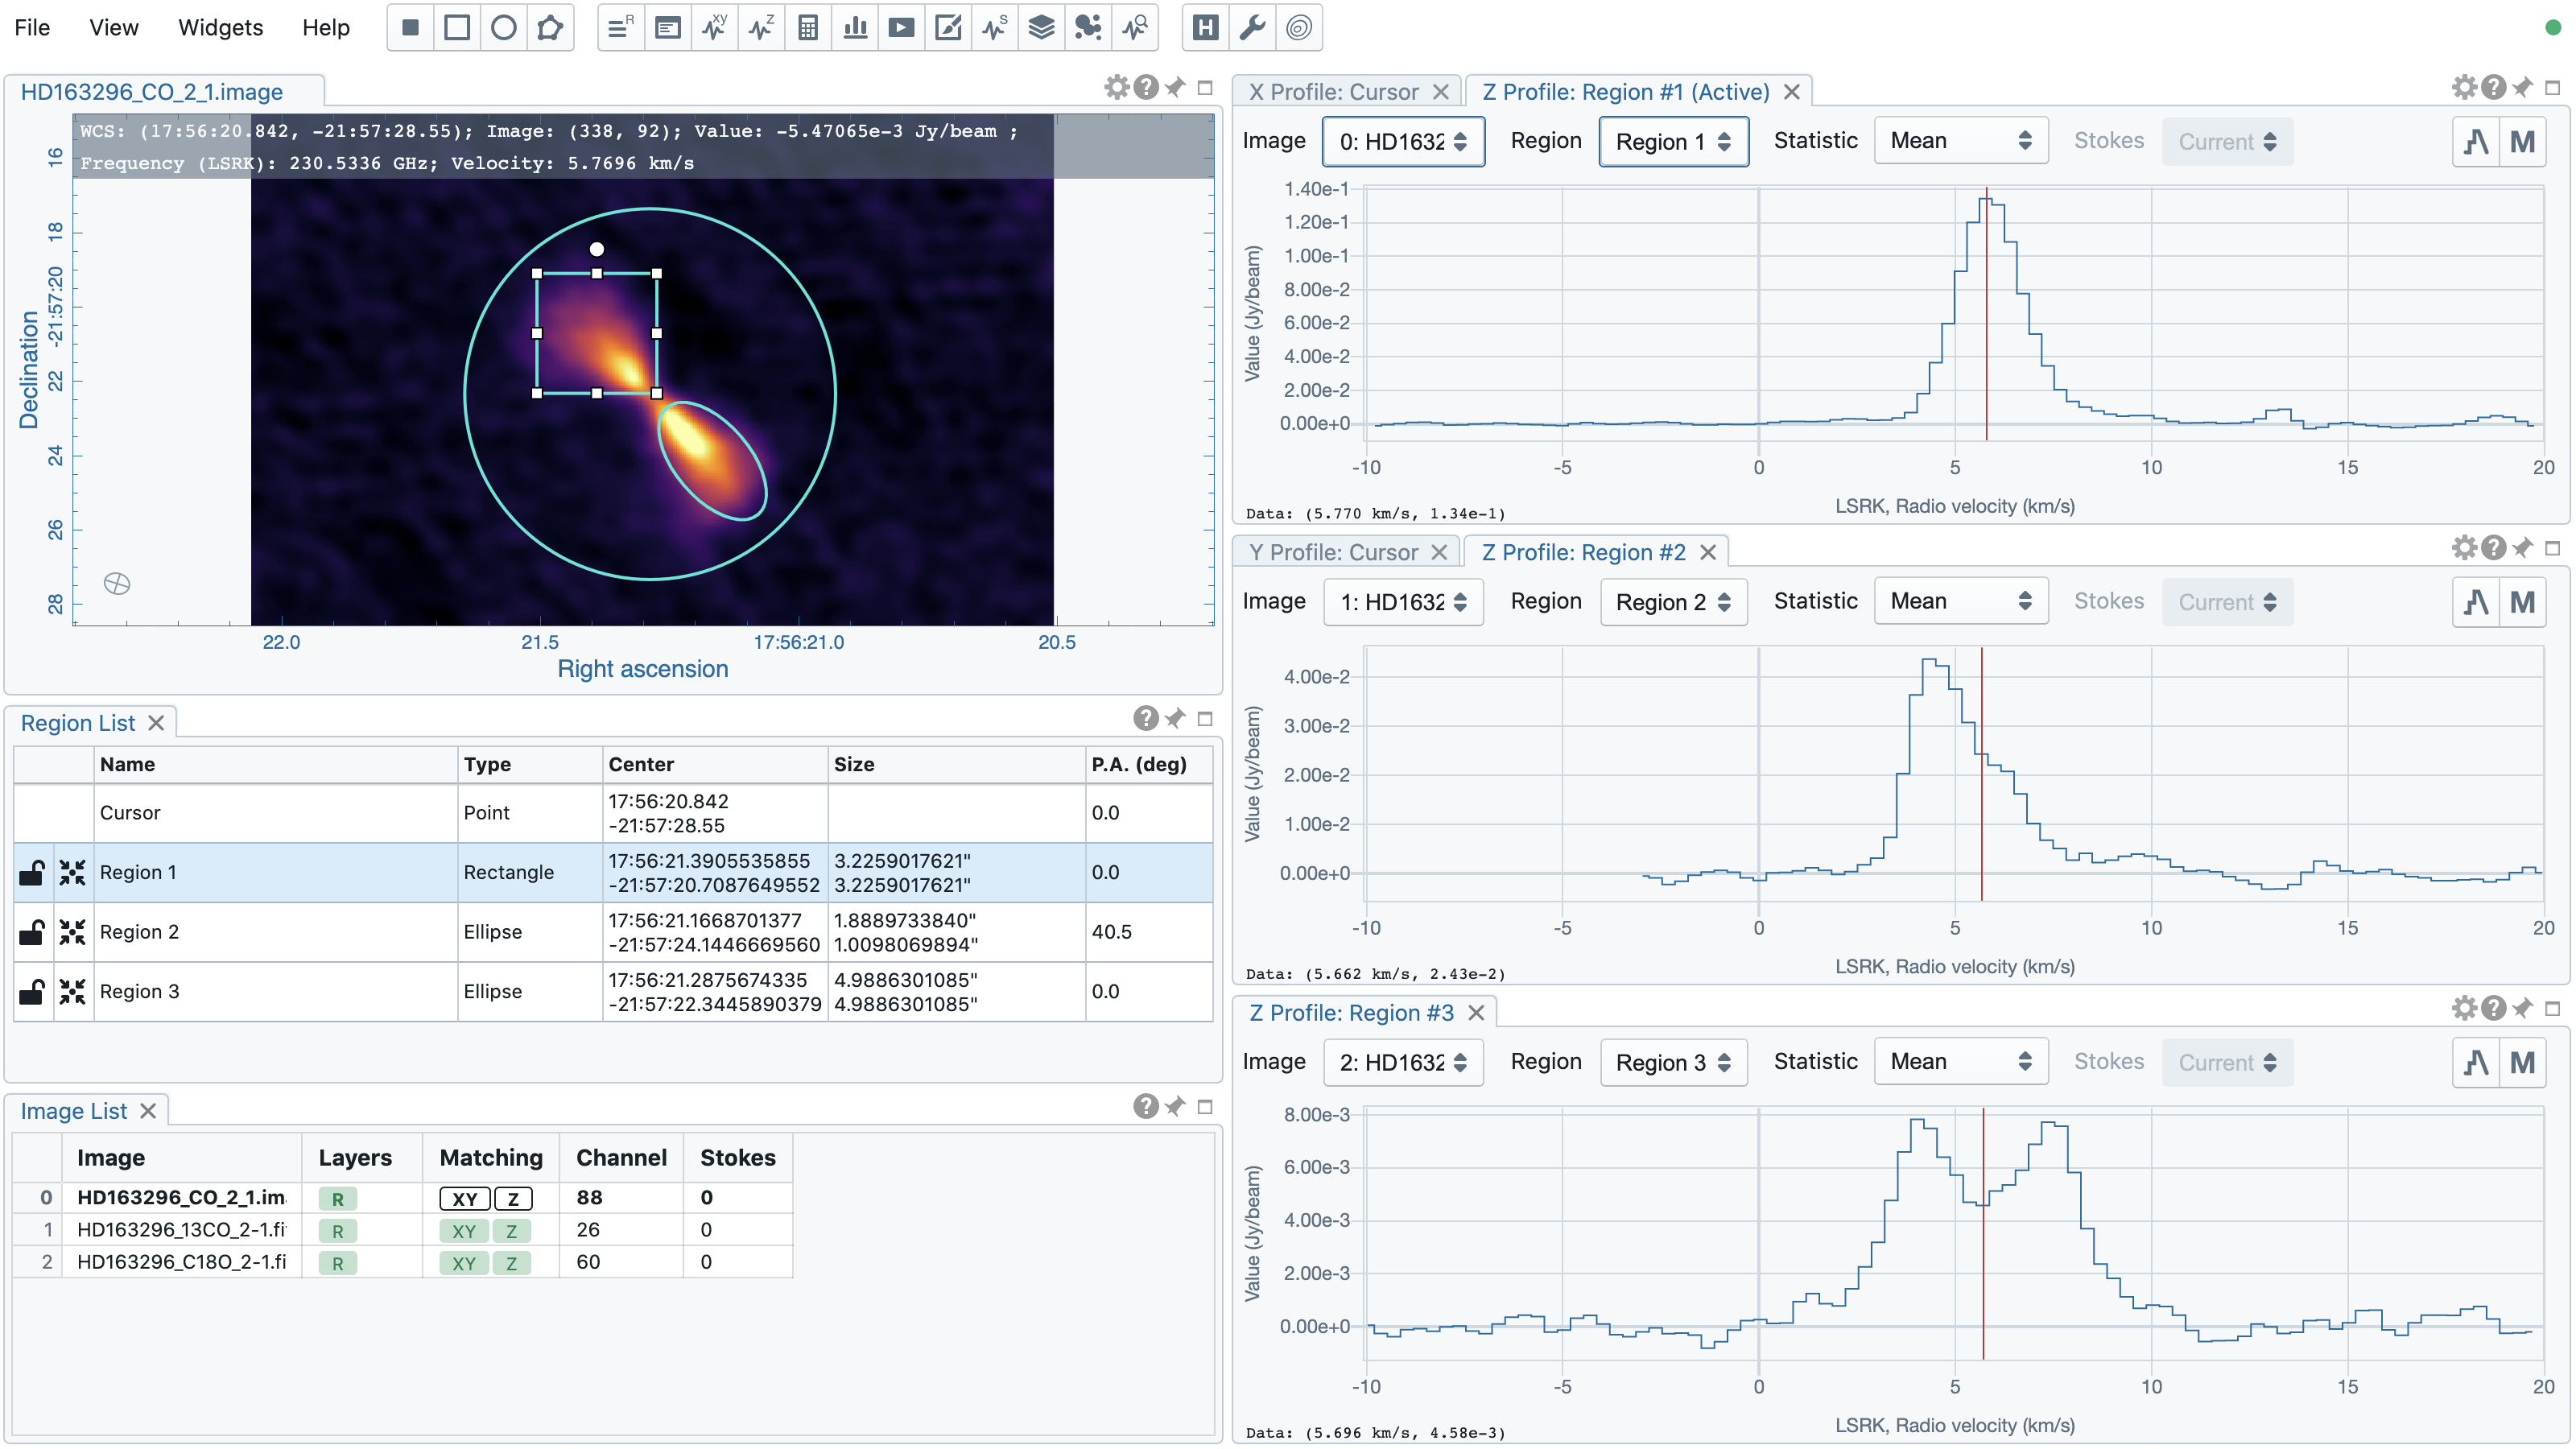 File View Widgets Help
R XY Z S H
HD163296_CO_2_1.image
WCS: (17:56:20.842, -21:57:28.55); Image: (338, 92); Value: -5.47065e-3 Jy/beam ;
Frequency (LSRK): 230.5336 GHz; Velocity: 5.7696 km/s
Declination
16
18
-21:57:20
22
24
26
28
22.0 21.5 17:56:21.0 20.5
Right ascension
Region List
Name Type Center Size P.A. (deg)
Cursor Point 17:56:20.842 0.0
-21:57:28.55
Region 1 Rectangle 17:56:21.3905535855 3.2259017621" 0.0
-21:57:20.7087649552 3.2259017621"
Region 2 Ellipse 17:56:21.1668701377 1.8889733840" 40.5
-21:57:24.1446669560 1.0098069894"
Region 3 Ellipse 17:56:21.2875674335 4.9886301085" 0.0
-21:57:22.3445890379 4.9886301085"
Image List
Image Layers Matching Channel Stokes
0 HD163296_CO_2_1.im R XY Z 88 0
1 HD163296_13CO_2-1.fi R XY Z 26 0
2 HD163296_C18O_2-1.fi R XY Z 60 0
X Profile: Cursor Z Profile: Region #1 (Active)
Image 0: HD1632 Region Region 1 Statistic Mean Stokes Current M
Value (Jy/beam)
1.40e-1
1.20e-1
1.00e-1
8.00e-2
6.00e-2
4.00e-2
2.00e-2
0.00e+0
-10 -5 0 5 10 15 20
LSRK, Radio velocity (km/s)
Data: (5.770 km/s, 1.34e-1)
Y Profile: Cursor Z Profile: Region #2
Image 1: HD1632 Region Region 2 Statistic Mean Stokes Current M
Value (Jy/beam)
4.00e-2
3.00e-2
2.00e-2
1.00e-2
0.00e+0
-10 -5 0 5 10 15 20
LSRK, Radio velocity (km/s)
Data: (5.662 km/s, 2.43e-2)
Z Profile: Region #3
Image 2: HD1632 Region Region 3 Statistic Mean Stokes Current M
Value (Jy/beam)
8.00e-3
6.00e-3
4.00e-3
2.00e-3
0.00e+0
-10 -5 0 5 10 15 20
LSRK, Radio velocity (km/s)
Data: (5.696 km/s, 4.58e-3)